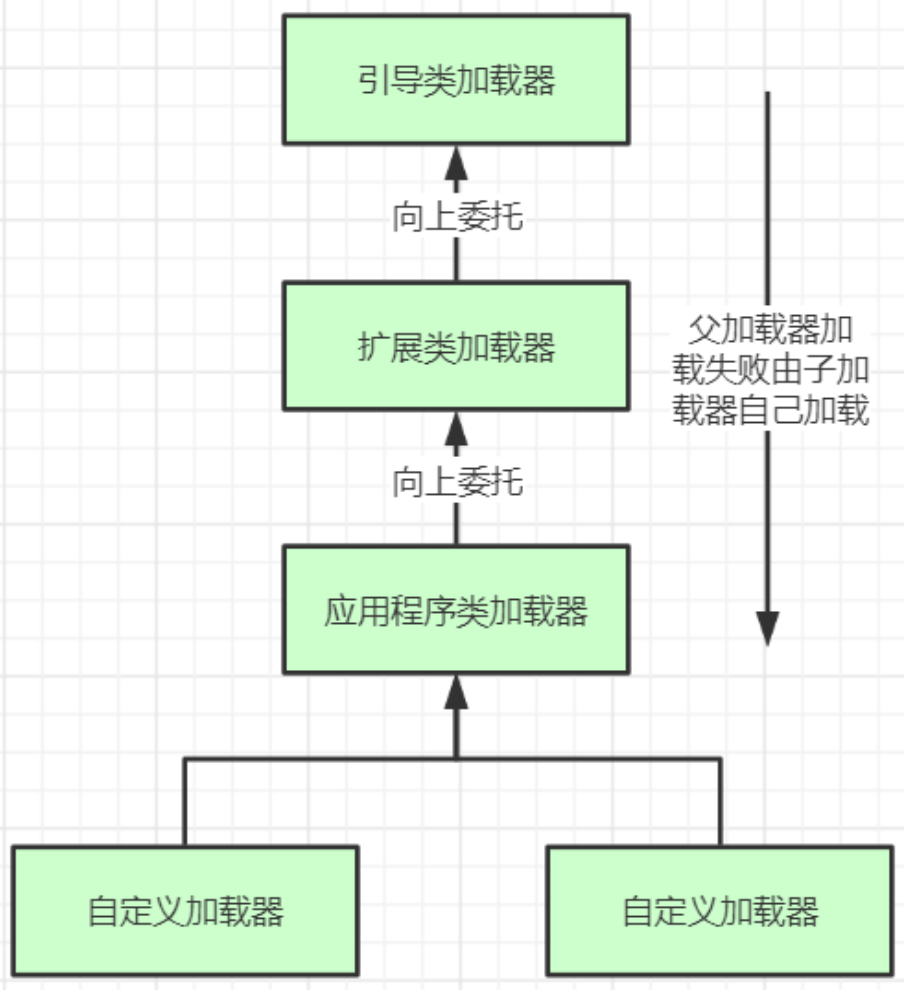 引导类加载器
向上委托
扩展类加载器
父加载器加
载失败由子加
载器自己加载
向上委托
应用程序类加载器
自定义加载器
自定义加载器